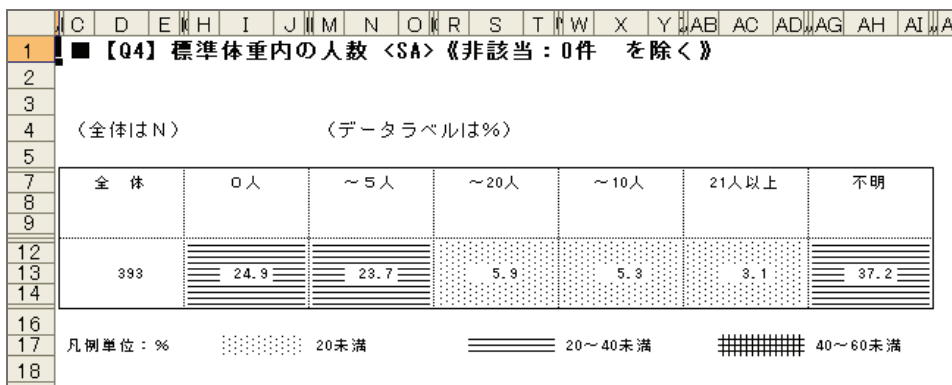 C D E H I J M N O R S T W X Y AB AC AD AG AH AI
1 ■【Q4】標準体重内の人数 <SA>《非該当:0件 を除く》
2
3
4 (全体はN) (データラベルは%)
5
7 全 体 0人 ~5人 ~20人 ~10人 21人以上 不明
8
9
12
13 393 24.9 23.7 5.9 5.3 3.1 37.2
14
16
17 凡例単位:% 20未満 20~40未満 40~60未満
18